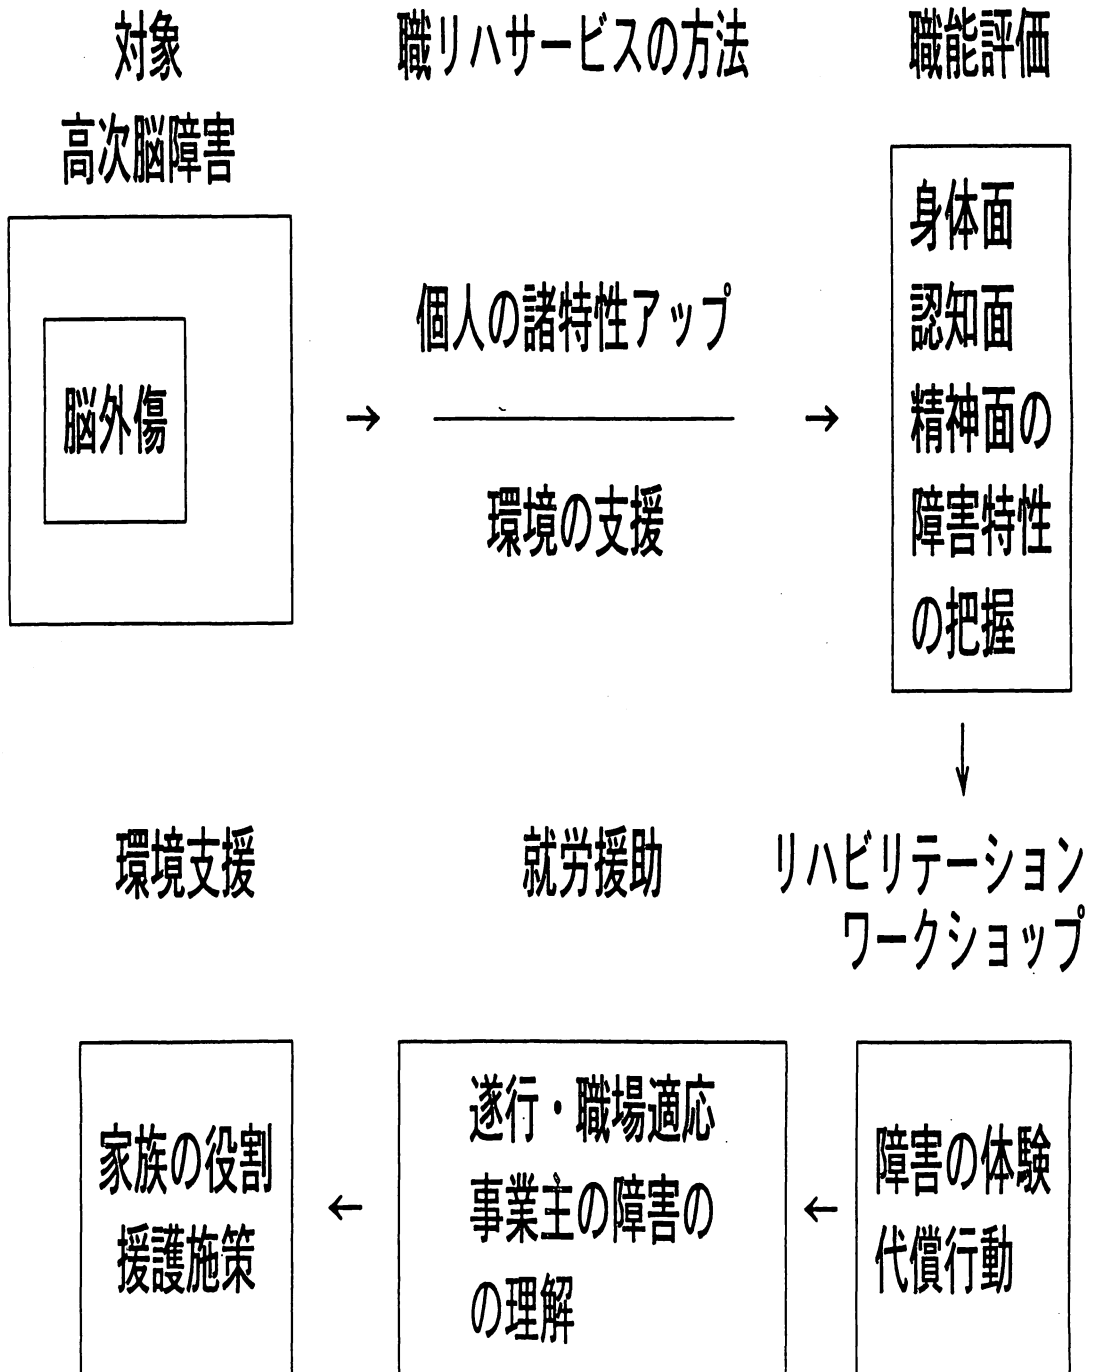 対象
高次脳障害
脳外傷
→
職リハサービスの方法
個人の諸特性アップ
環境の支援
→
職能評価
身体面
認知面
精神面の
障害特性
の把握
↓
リハビリテーション
ワークショップ
障害の体験
代償行動
←
就労援助
遂行・職場適応
事業主の障害の
の理解
←
環境支援
家族の役割
援護施策